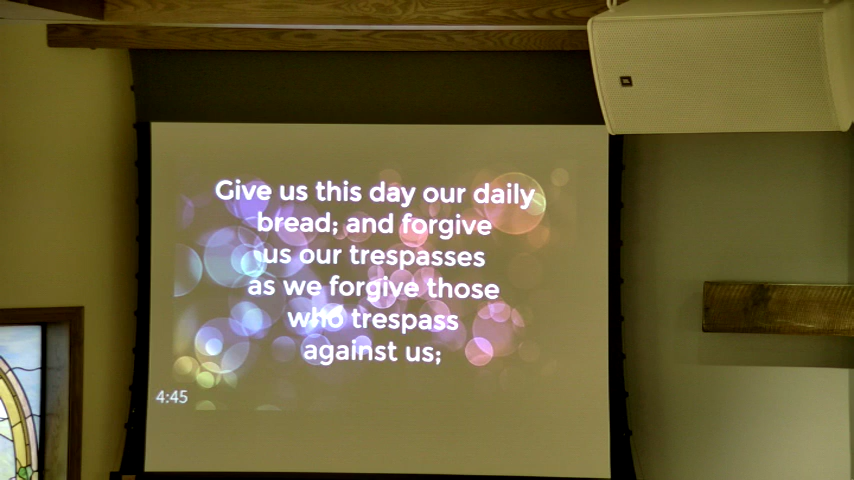 Give us this day our daily
bread; and forgive
us our trespasses
as we forgive those
who trespass
against us;
4:45
JBL